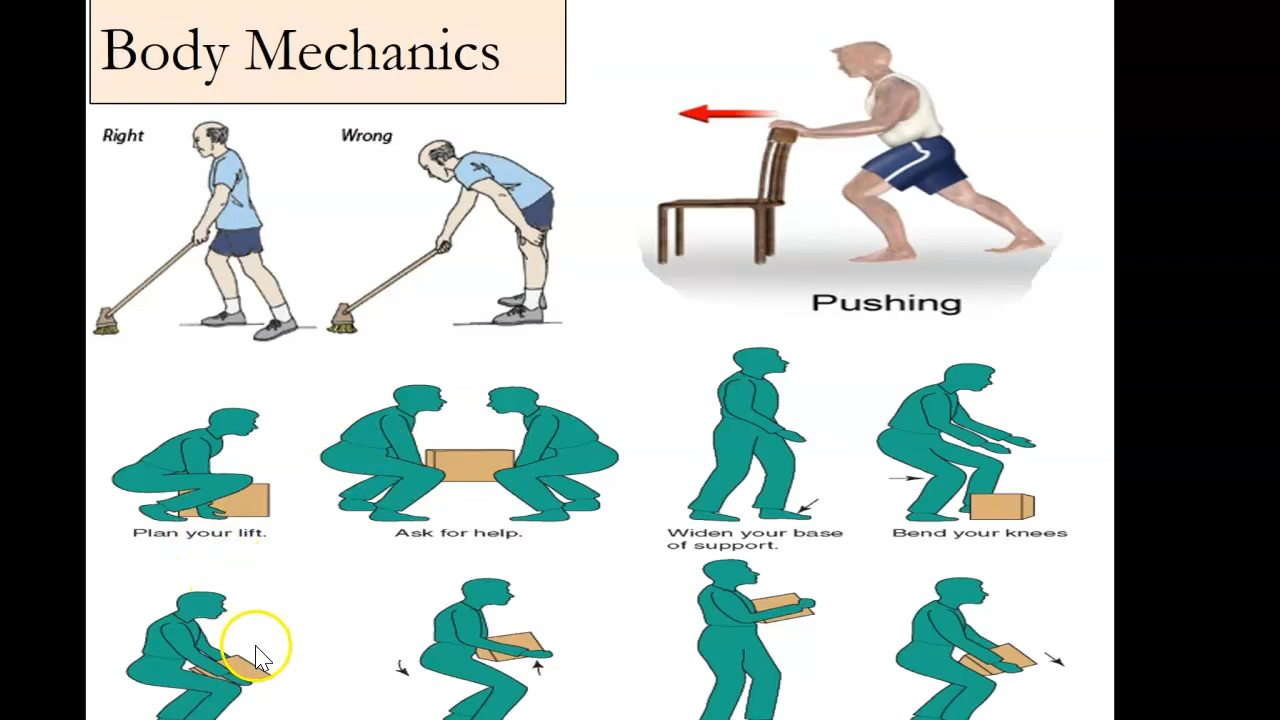 Body Mechanics
Right
Wrong
Pushing
Plan your lift.
Ask for help.
Widen your base
of support.
Bend your knees